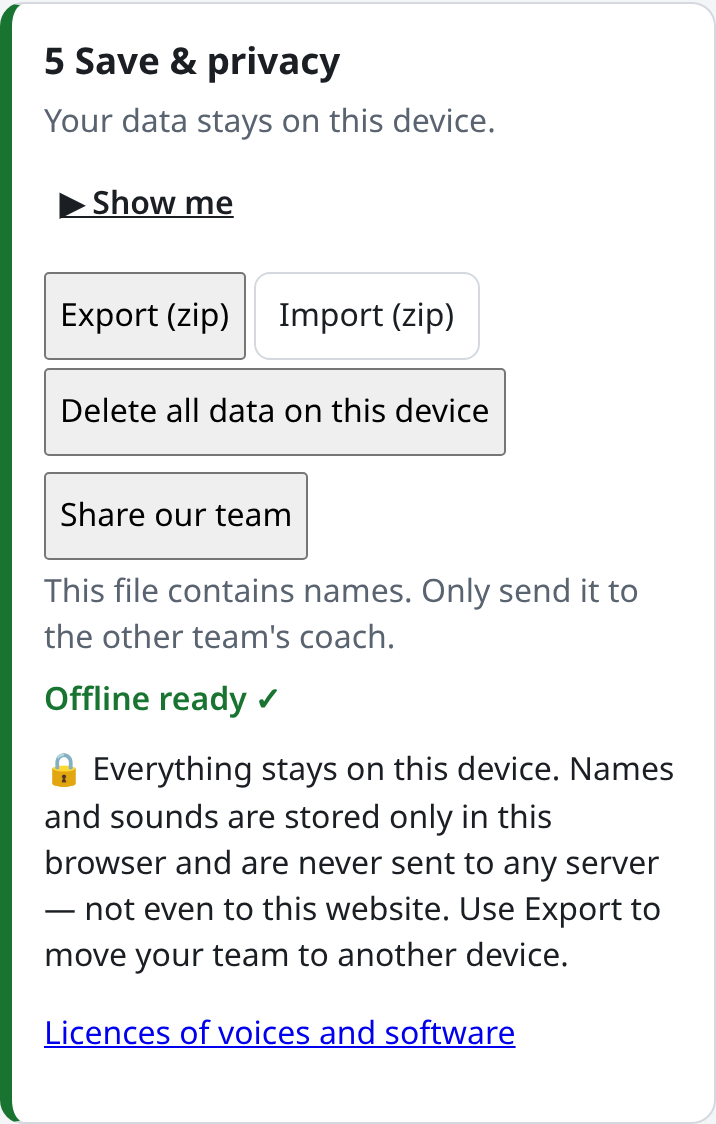 5 Save & privacy
Your data stays on this device.
▶ Show me
Export (zip) Import (zip)
Delete all data on this device
Share our team
This file contains names. Only send it to
the other team's coach.
Offline ready ✓
🔒 Everything stays on this device. Names
and sounds are stored only in this
browser and are never sent to any server
— not even to this website. Use Export to
move your team to another device.
Licences of voices and software